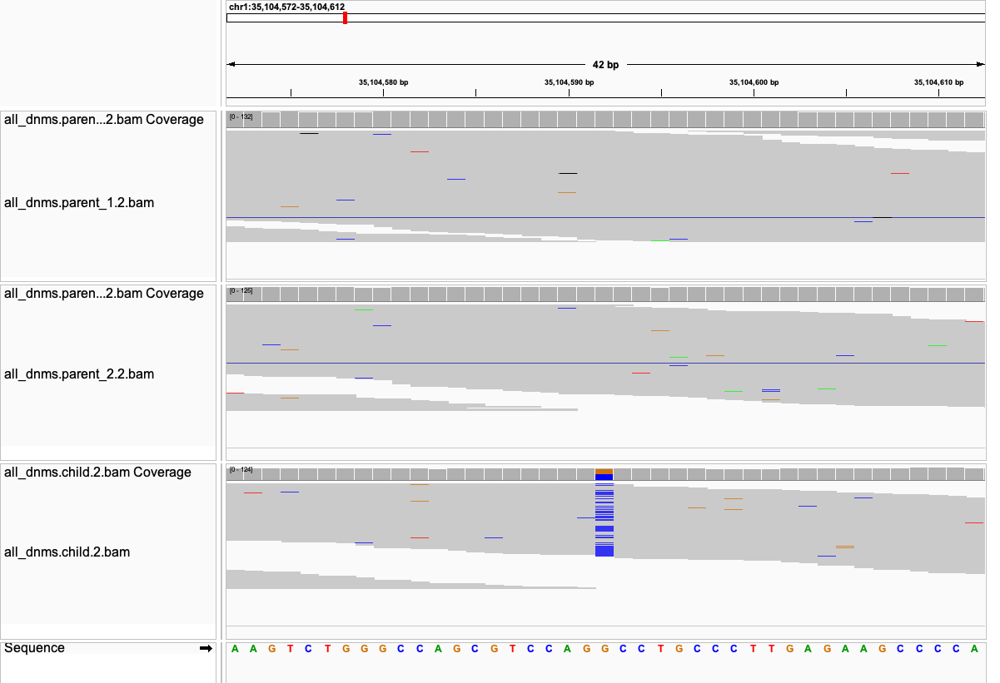 chr1:35,104,572-35,104,612
42 bp
35,104,580 bp 35,104,590 bp 35,104,600 bp 35,104,610 bp
all_dnms.paren...2.bam Coverage
[0 - 132]
all_dnms.parent_1.2.bam
all_dnms.paren...2.bam Coverage
[0 - 125]
all_dnms.parent_2.2.bam
all_dnms.child.2.bam Coverage
[0 - 124]
all_dnms.child.2.bam
Sequence A A G T C T G G G C C A G C G T C C A G G C C T G C C C T T G A G A A G C C C C A